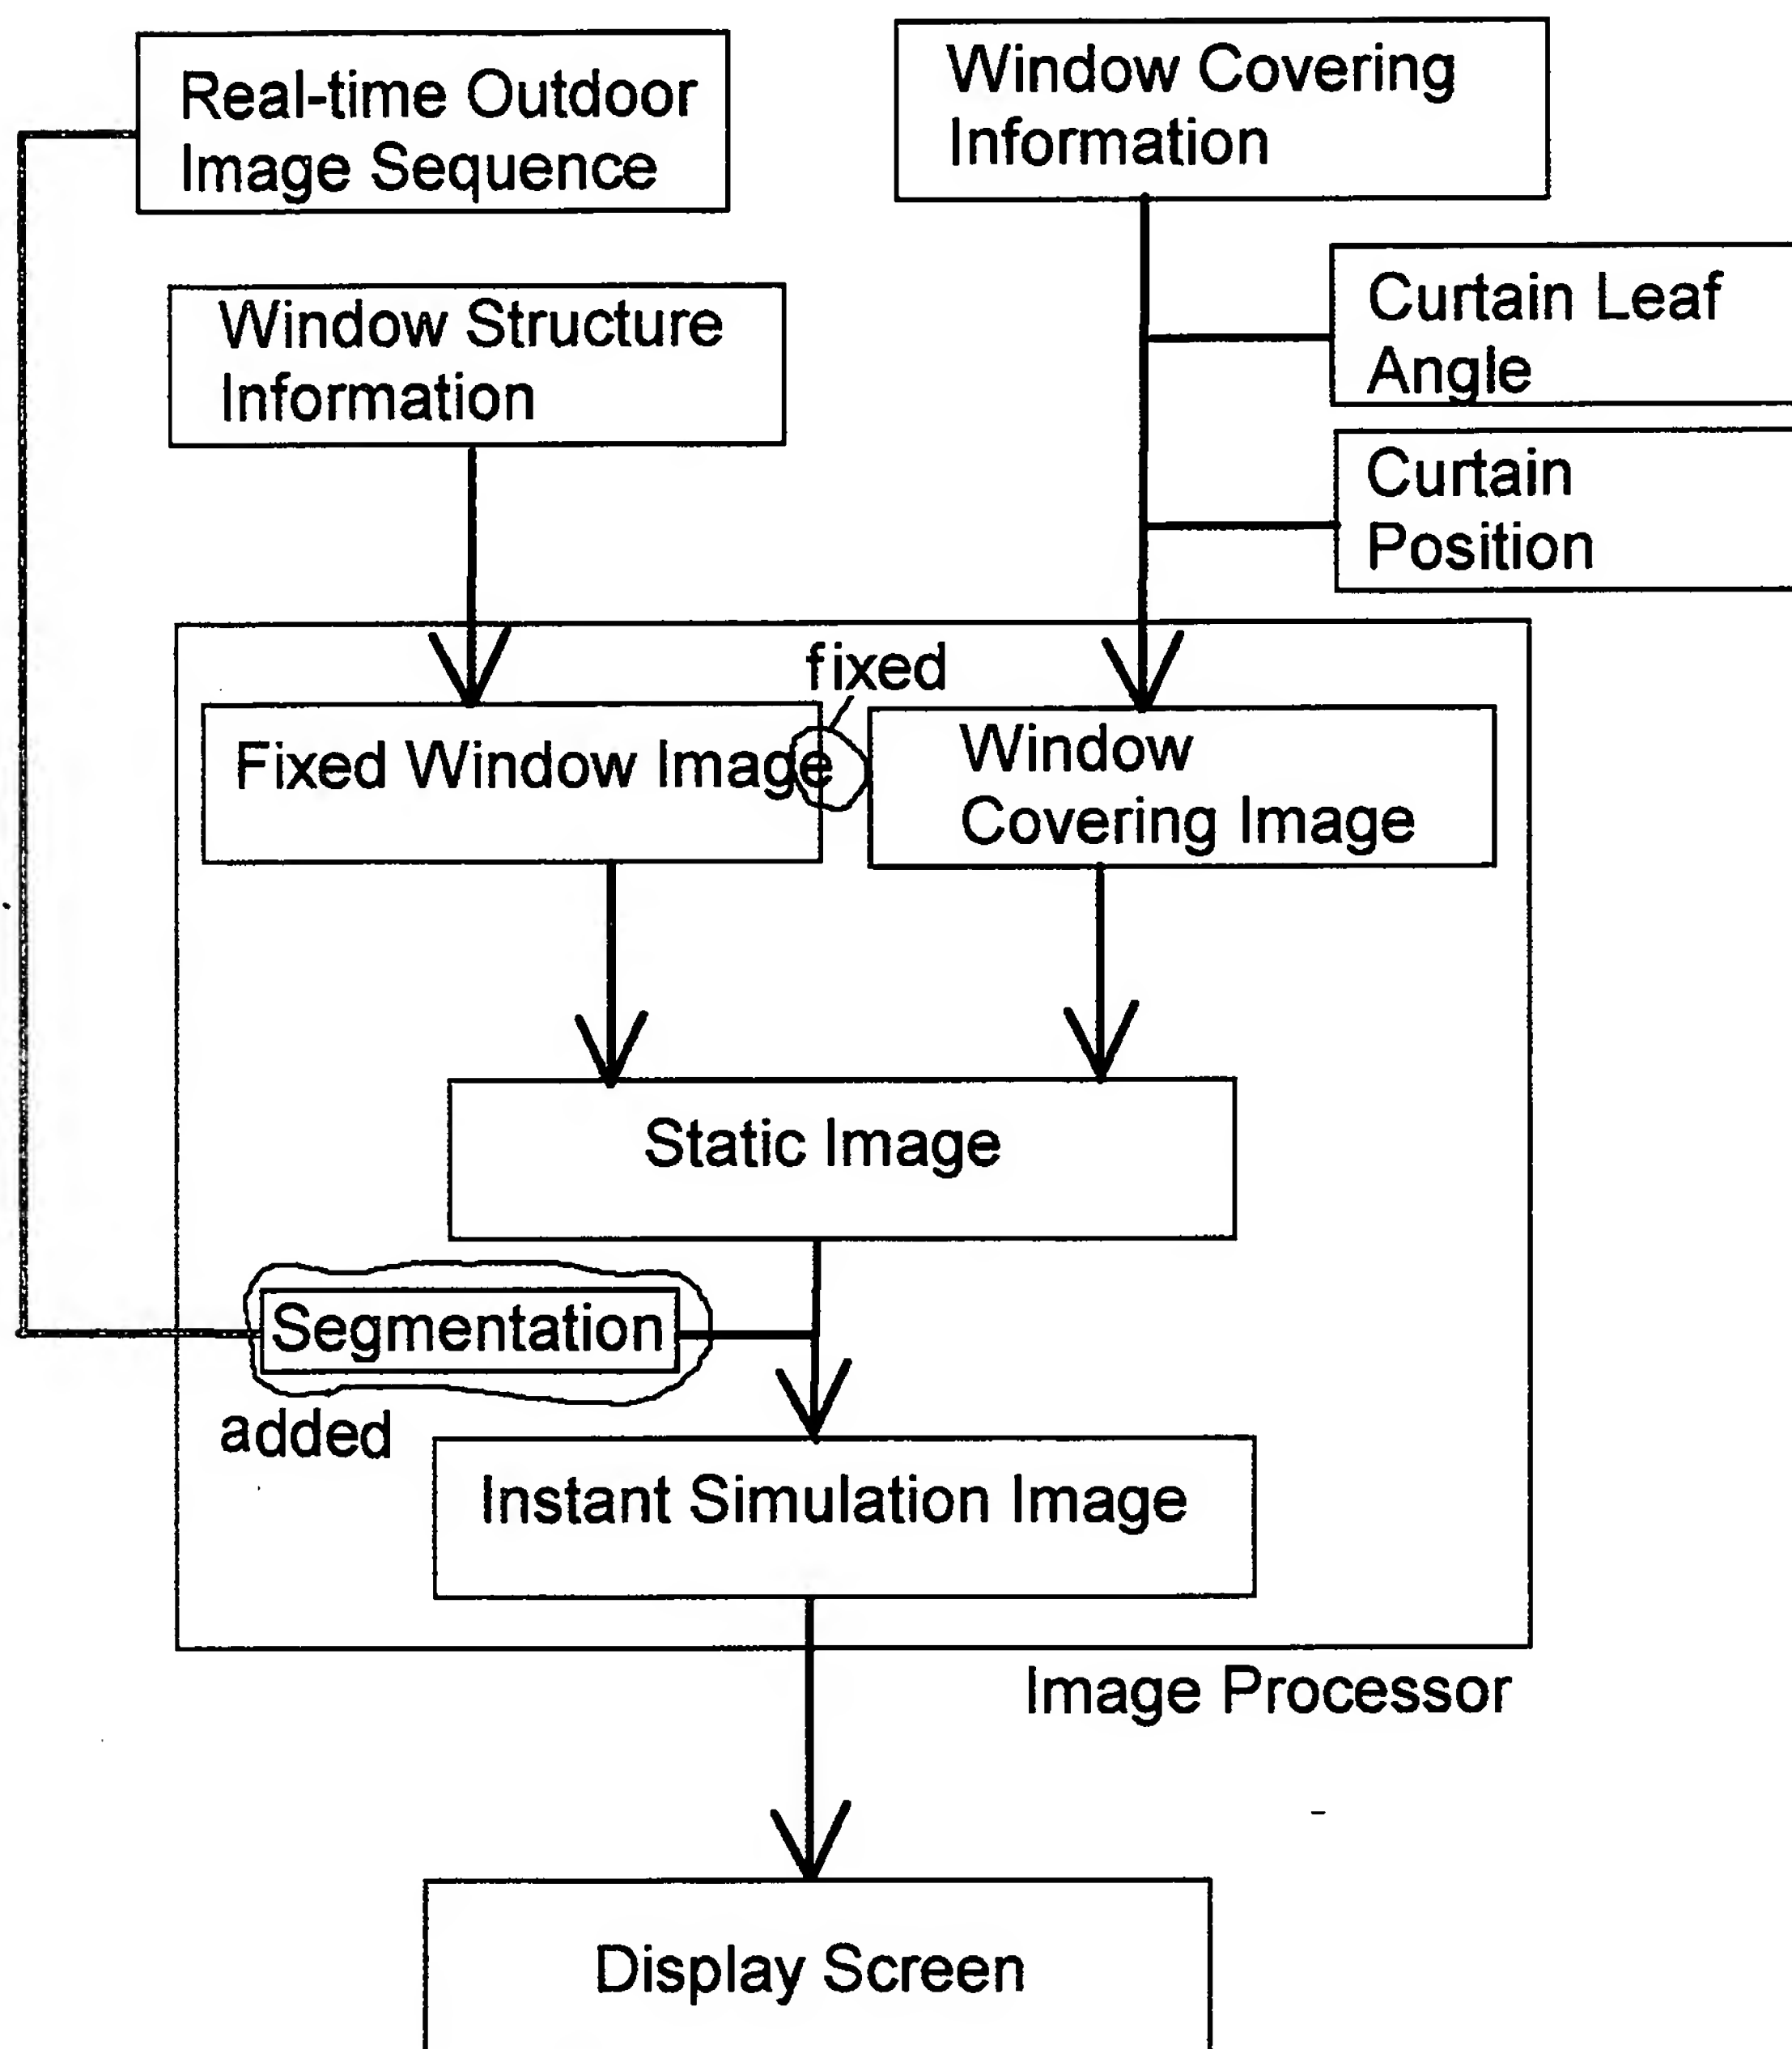 Real-time Outdoor
Image Sequence
Window Covering
Information
Window Structure
Information
Curtain Leaf
Angle
Curtain
Position
fixed
Fixed Window Image
Window
Covering Image
Static Image
Segmentation
added
Instant Simulation Image
Image Processor
Display Screen